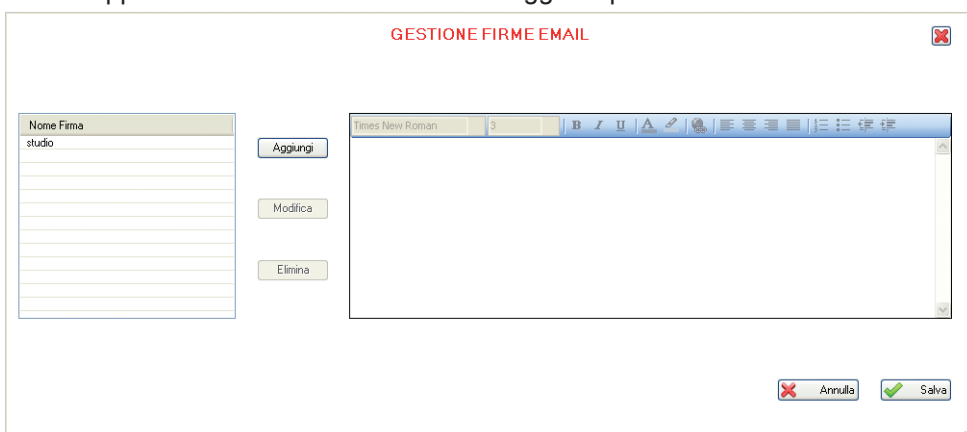 GESTIONE FIRME EMAIL
Nome Firma
studio
Aggiungi
Modifica
Elimina
Times New Roman 3 B I U A
Annulla Salva